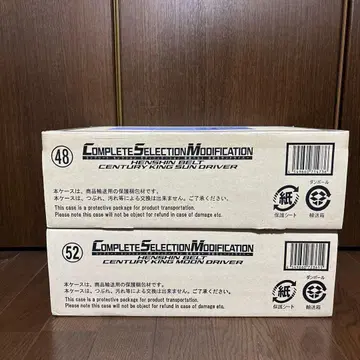 48
COMPLETE SELECTION MODIFICATION
HENSHIN BELT
CENTURY KING SUN DRIVER
本ケースは、商品輸送用の保護梱包材です。
本ケースは、つぶれ、汚れ等による交換は出来ません。ご了承ください。
This case is a protective package for product transportation.
Please note this case will not be object for refund in case of damage etc.
紙
保護シート
ダンボール
輸送箱
52
COMPLETE SELECTION MODIFICATION
HENSHIN BELT
CENTURY KING MOON DRIVER
本ケースは、商品輸送用の保護梱包材です。
本ケースは、つぶれ、汚れ等による交換は出来ません。ご了承ください。
This case is a protective package for product transportation.
Please note this case will not be object for refund in case of damage etc.
紙
保護シート
ダンボール
輸送箱